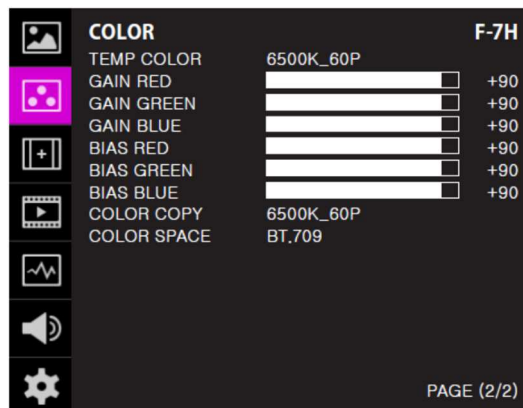 COLOR F-7H
TEMP COLOR 6500K_60P
GAIN RED +90
GAIN GREEN +90
GAIN BLUE +90
BIAS RED +90
BIAS GREEN +90
BIAS BLUE +90
COLOR COPY 6500K_60P
COLOR SPACE BT.709
PAGE (2/2)